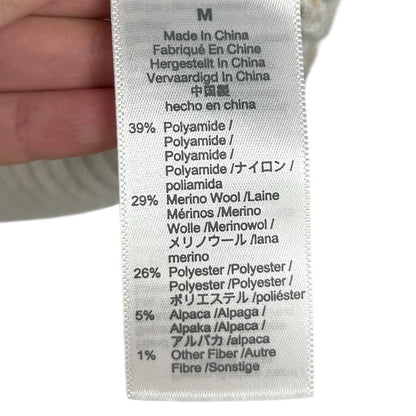 M
Made In China
Fabriqué En Chine
Hergestellt In China
Vervaardigd In China
中国製
hecho en china
39% Polyamide /
Polyamide /
Polyamide /
Polyamide /ナイロン /
poliamida
29% Merino Wool /Laine
Mérinos /Merino
Wolle /Merinowol /
メリノウール /lana
merino
26% Polyester /Polyester /
Polyester /Polyester /
ポリエステル /poliéster
5% Alpaca /Alpaga /
Alpaka /Alpaca /
アルパカ /alpaca
1% Other Fiber /Autre
Fibre /Sonstige